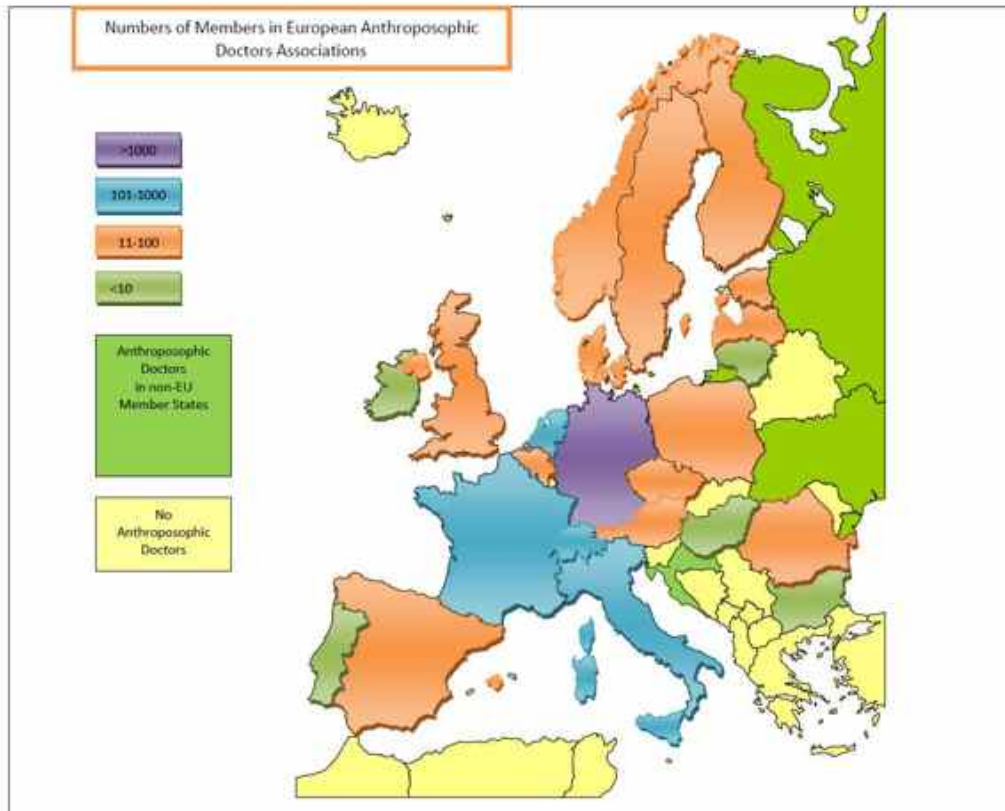 Numbers of Members in European Anthroposophic
Doctors Associations
>1000
101-1000
11-100
<10
Anthroposophic
Doctors
in non-EU
Member States
No
Anthroposophic
Doctors